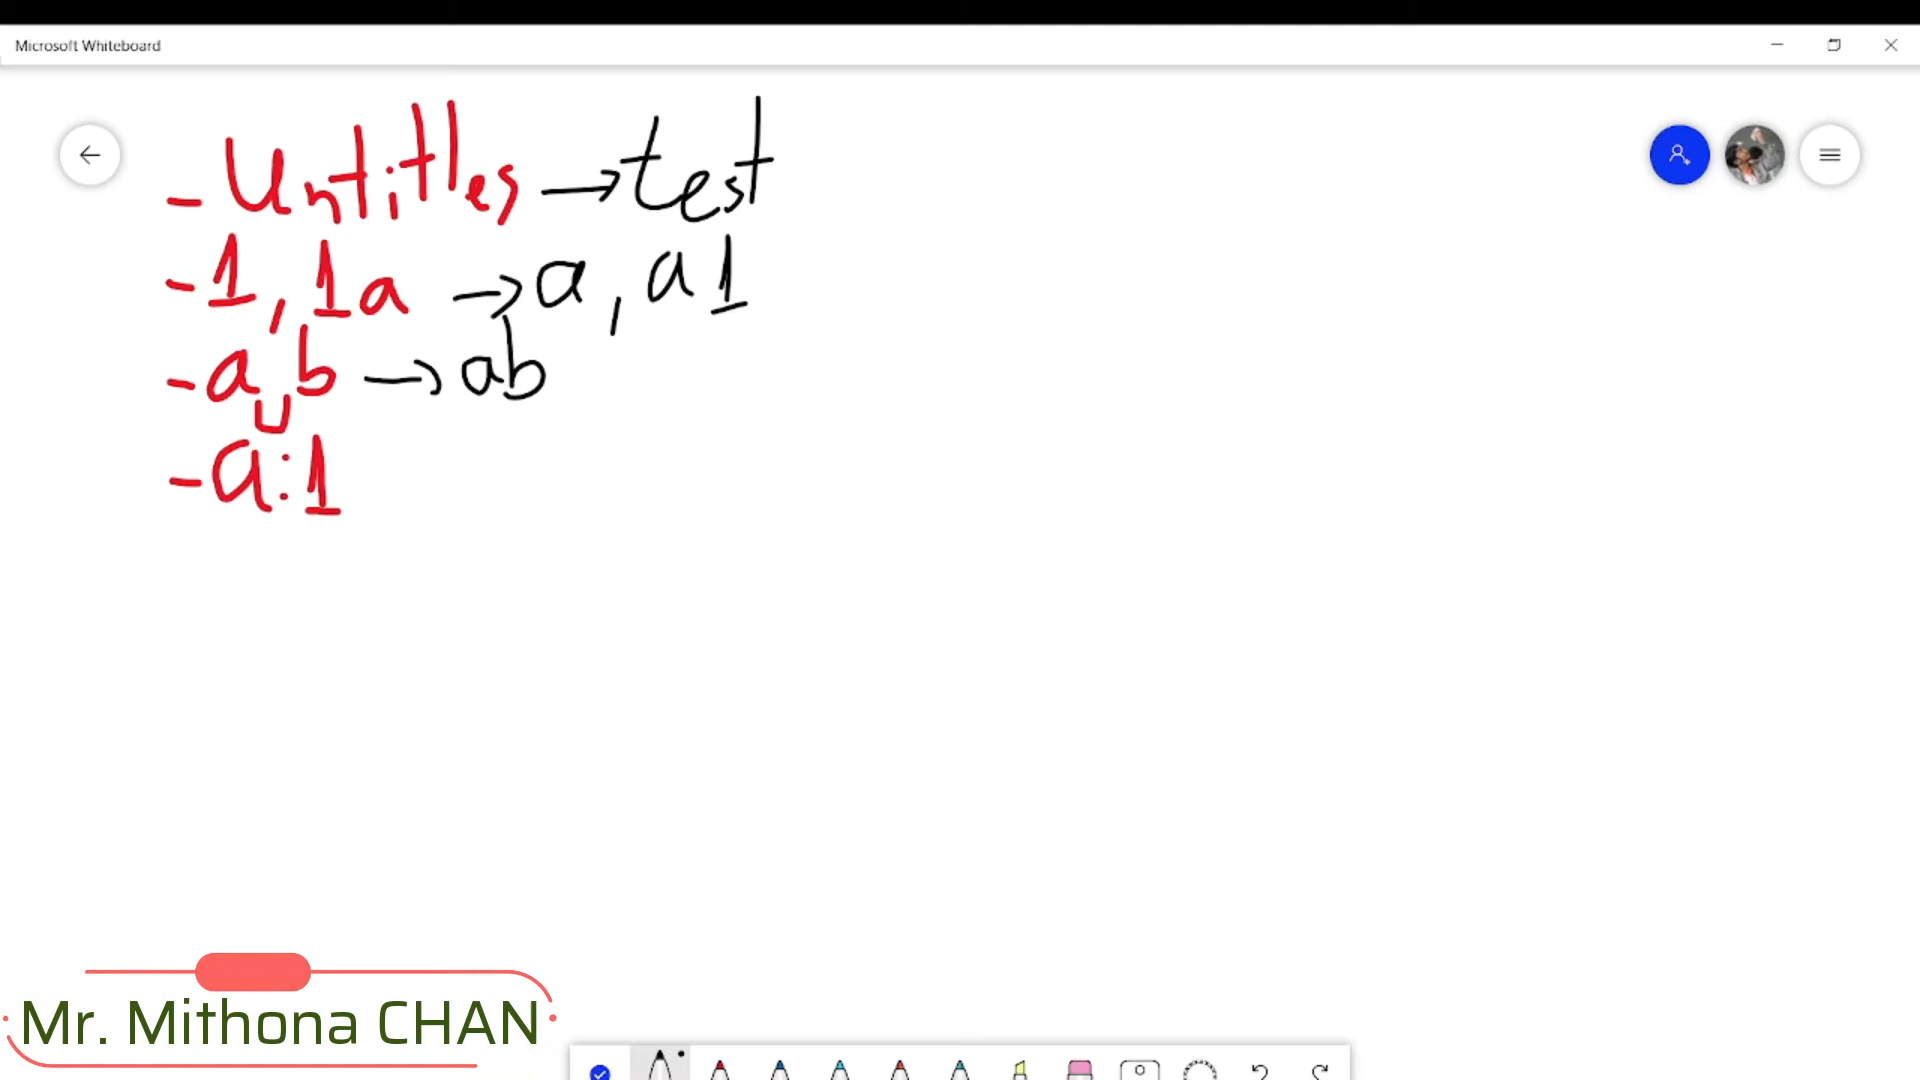 Microsoft Whiteboard
- Untitles → test
- 1, 1a → a, a1
- a␣b → ab
- a:1
Mr. Mithona CHAN